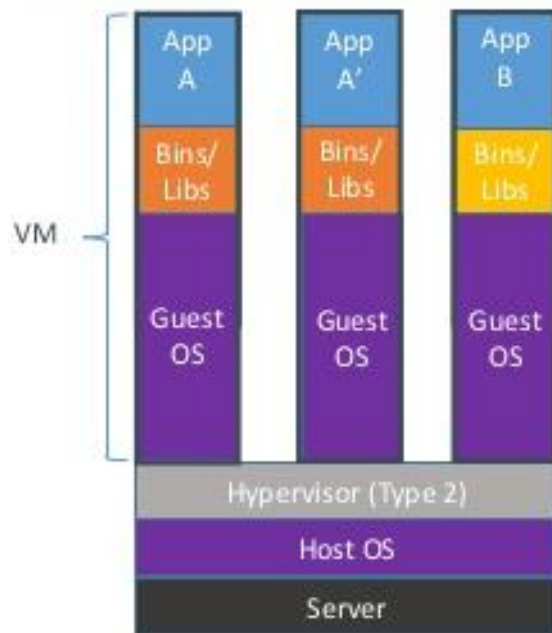 App
A
App
A’
App
B
Bins/
Libs
Bins/
Libs
Bins/
Libs
VM
Guest
OS
Guest
OS
Guest
OS
Hypervisor (Type 2)
Host OS
Server